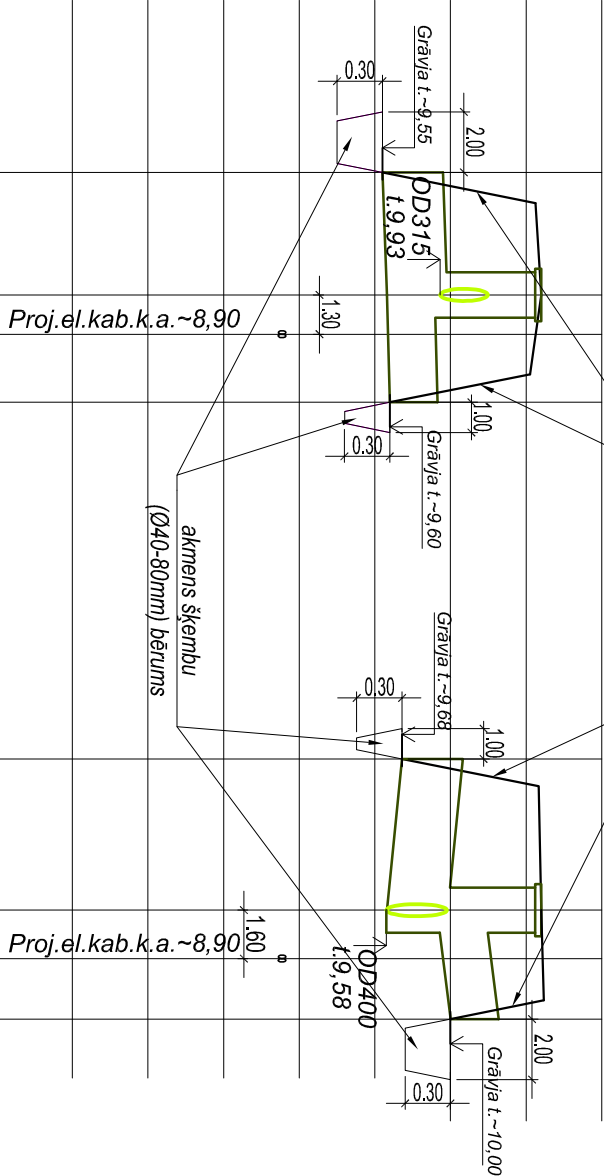 Grāvja t.~9,55
0.30
2.00
OD315
t.9,93
1.30
Proj.el.kab.k.a.~8,90
1.00
0.30
Grāvja t.~9,60
akmens šķembu
(Ø40-80mm) bērums
Grāvja t.~9,68
0.30
1.00
1.60
Proj.el.kab.k.a.~8,90
OD400
t.9,58
2.00
0.30
Grāvja t.~10,00